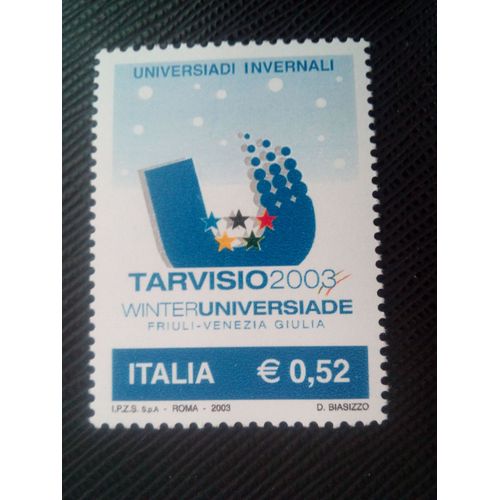 UNIVERSIADI INVERNALI
TARVISIO2003
WINTERUNIVERSIADE
FRIULI-VENEZIA GIULIA
ITALIA € 0,52
I.P.Z.S. S.p.A. - ROMA - 2003 D. BIASIZZO